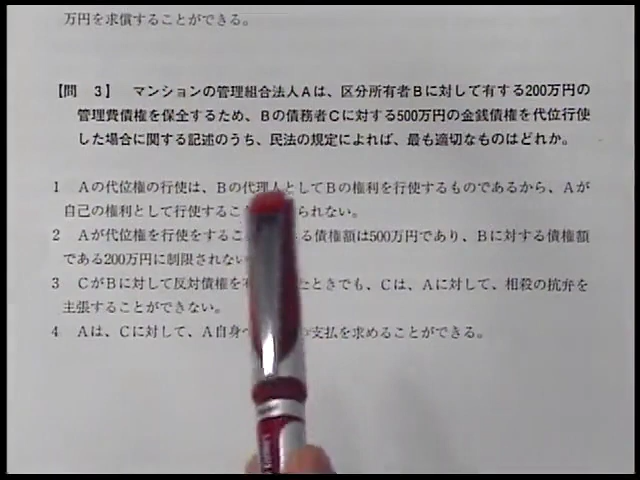 万円を求償することができる。
【問 3】 マンションの管理組合法人Aは、区分所有者Bに対して有する200万円の
管理費債権を保全するため、Bの債務者Cに対する500万円の金銭債権を代位行使
した場合に関する記述のうち、民法の規定によれば、最も適切なものはどれか。
1 Aの代位権の行使は、Bの代理人としてBの権利を行使するものであるから、Aが
自己の権利として行使するこ られない。
2 Aが代位権を行使をするこ る債権額は500万円であり、Bに対する債権額
である200万円に制限されない
3 CがBに対して反対債権を たときでも、Cは、Aに対して、相殺の抗弁を
主張することができない。
4 Aは、Cに対して、A自身 支払を求めることができる。